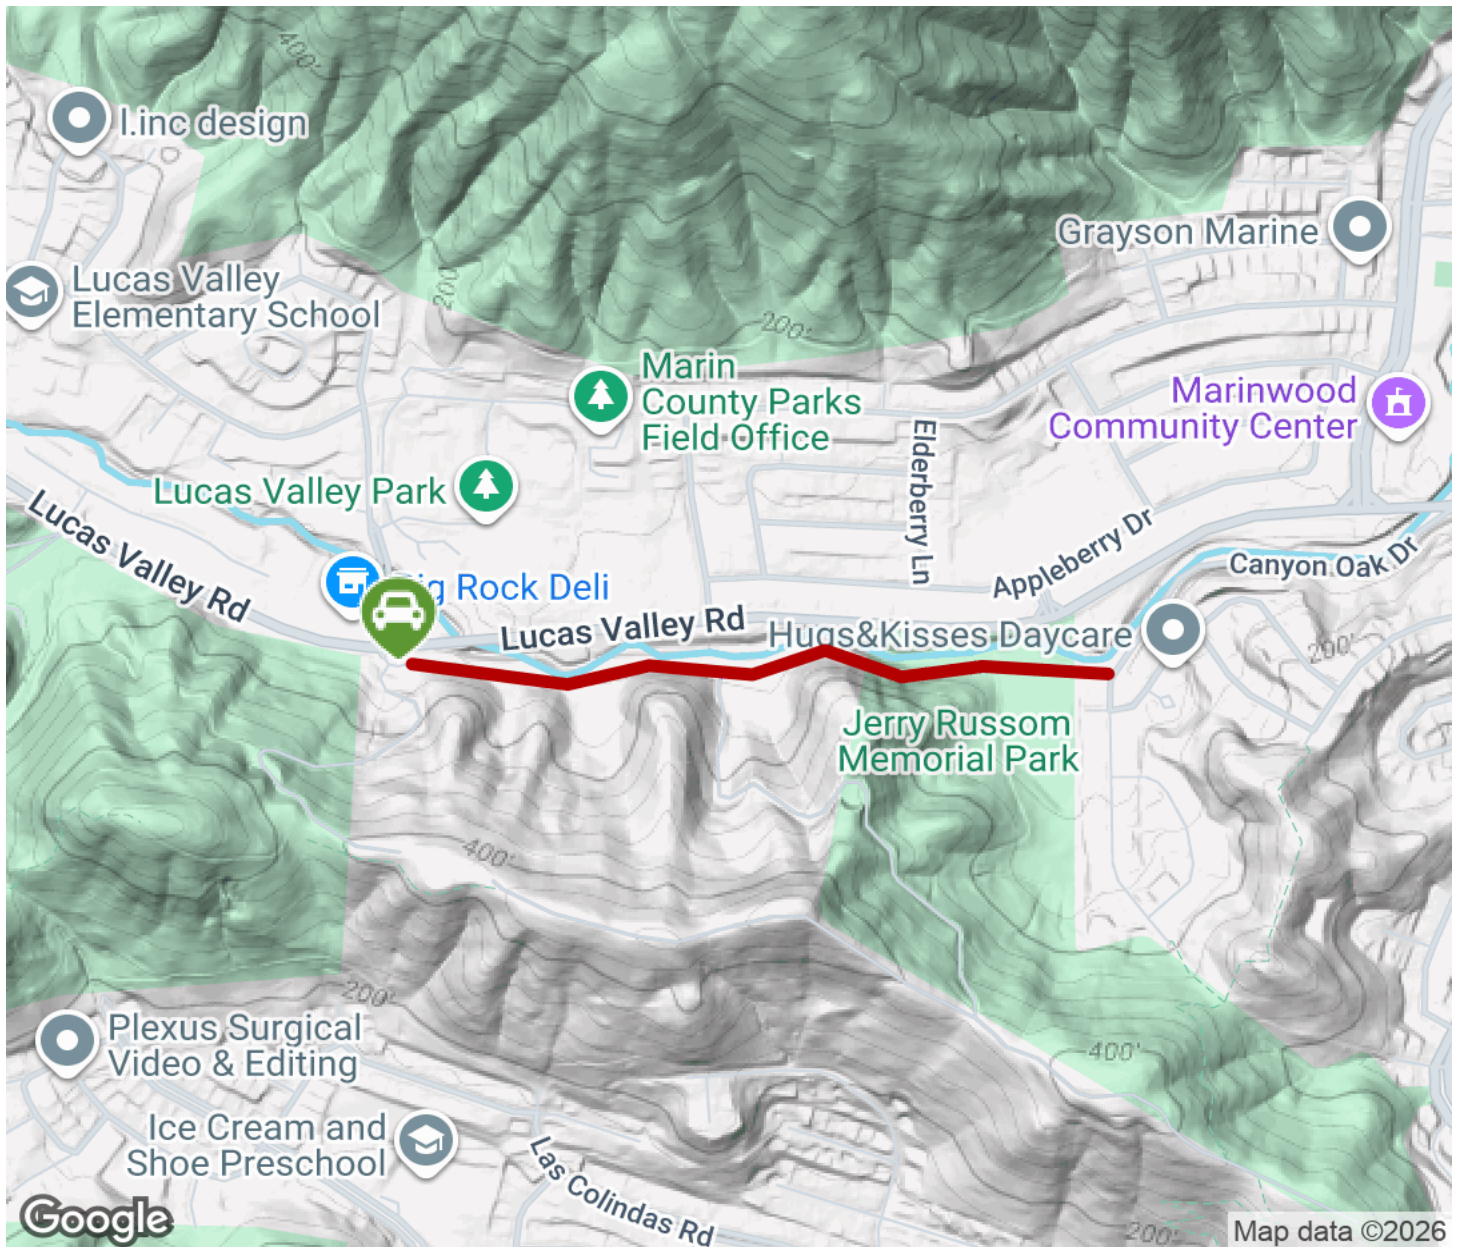 400'
l.inc design
Grayson Marine
Lucas Valley
Elementary School
200'
200'
Marin
County Parks
Field Office
Marinwood
Community Center
Elderberry Ln
Lucas Valley Park
Lucas Valley Rd
Appleberry Dr
Canyon Oak Dr
Big Rock Deli
Lucas Valley Rd
Hugs&Kisses Daycare
200'
Jerry Russom
Memorial Park
400'
200'
Plexus Surgical
Video & Editing
400'
Ice Cream and
Shoe Preschool
Las Colindas Rd
200'
Google
Map data ©2026